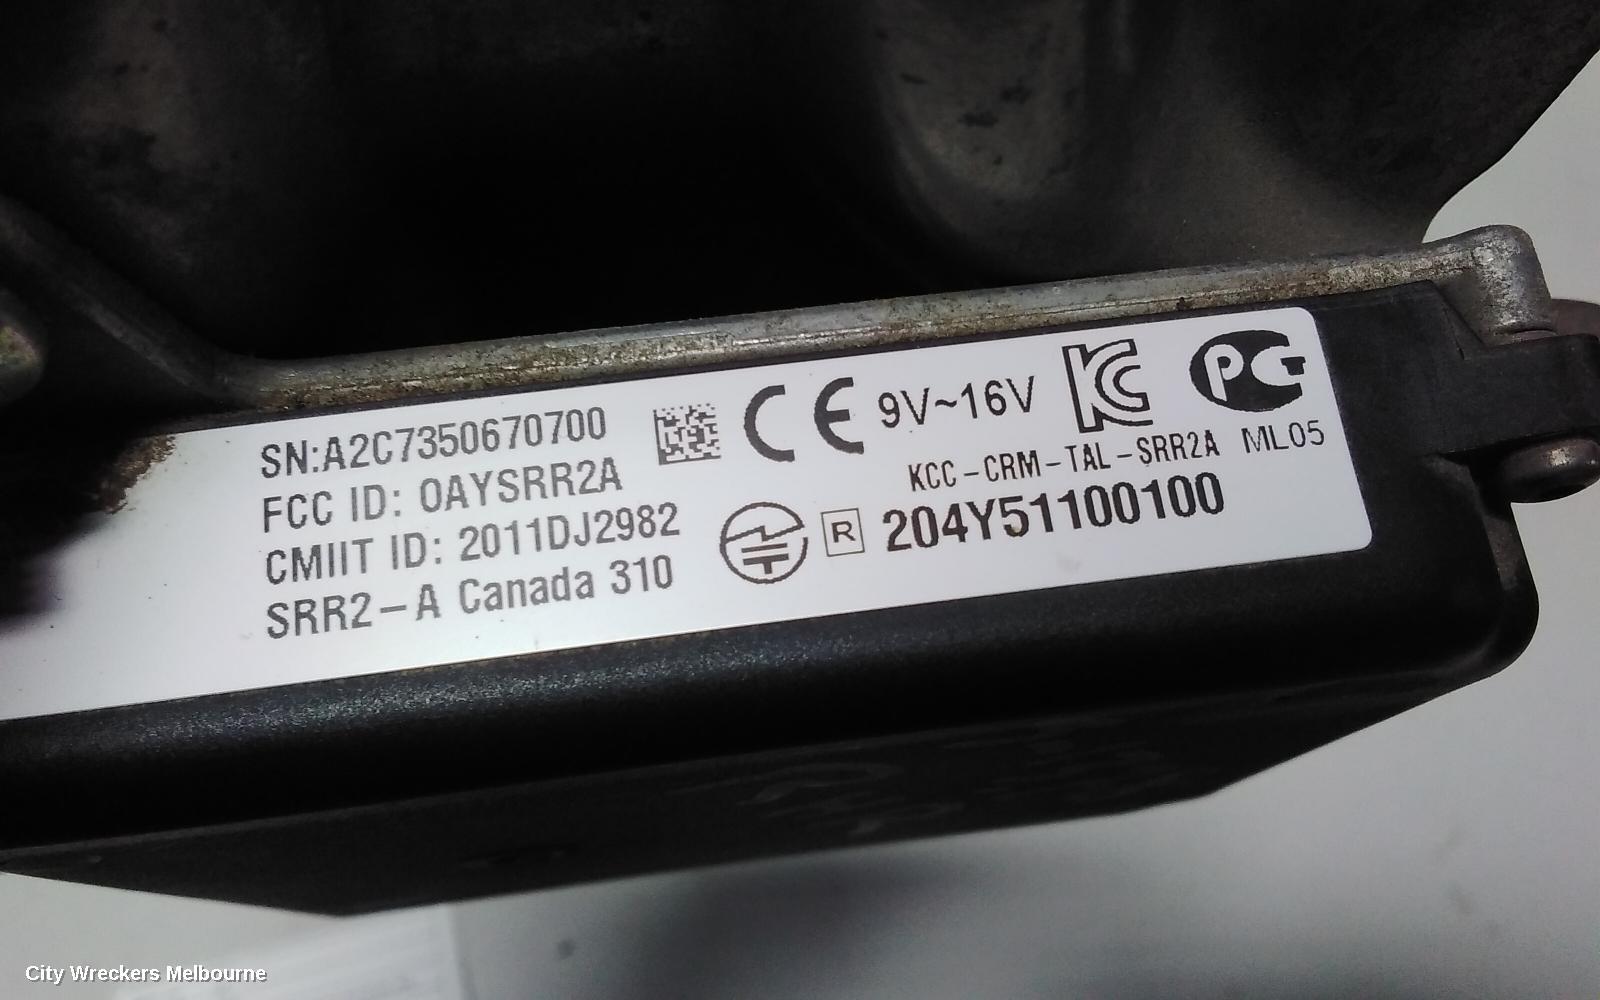 SN:A2C7350670700
FCC ID: OAYSRR2A
CMIIT ID: 2011DJ2982
SRR2-A Canada 310
CE 9V~16V KC PG
KCC-CRM-TAL-SRR2A ML05
R 204Y51100100
City Wreckers Melbourne